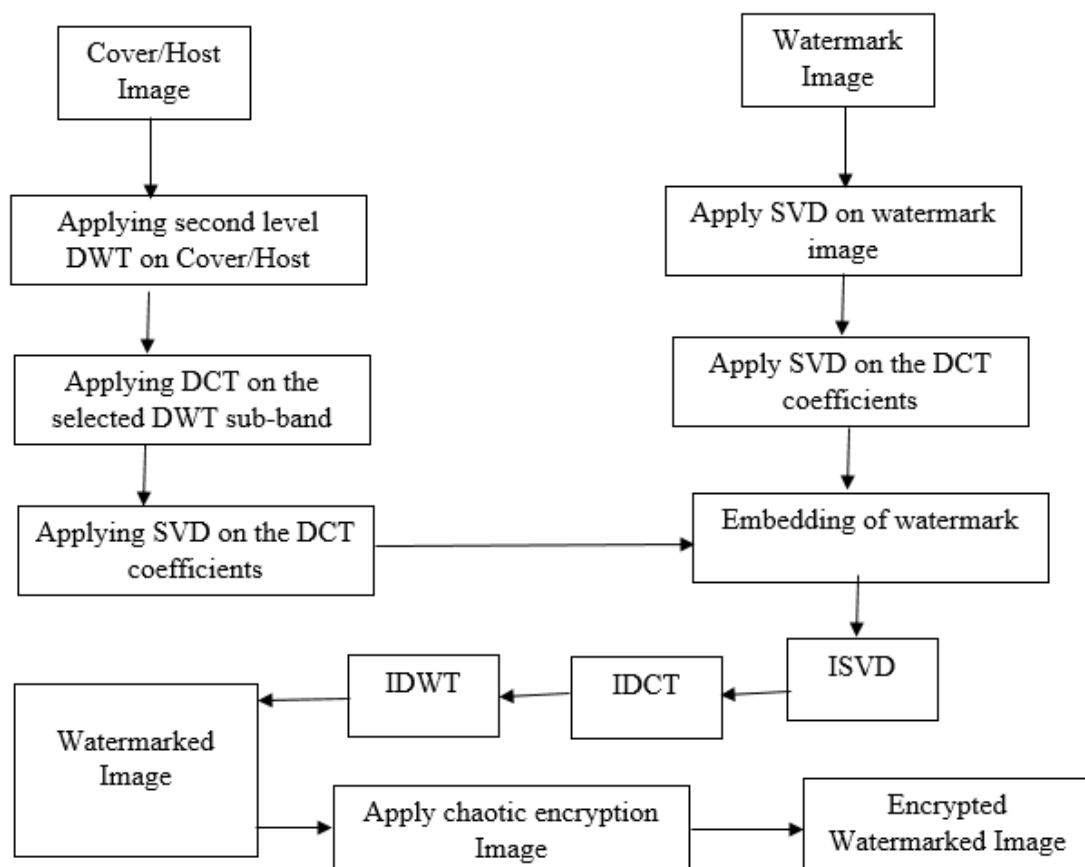 Cover/Host
Image
Watermark
Image
Applying second level
DWT on Cover/Host
Apply SVD on watermark
image
Applying DCT on the
selected DWT sub-band
Apply SVD on the DCT
coefficients
Applying SVD on the DCT
coefficients
Embedding of watermark
ISVD
IDCT
IDWT
Watermarked
Image
Apply chaotic encryption
Image
Encrypted
Watermarked Image